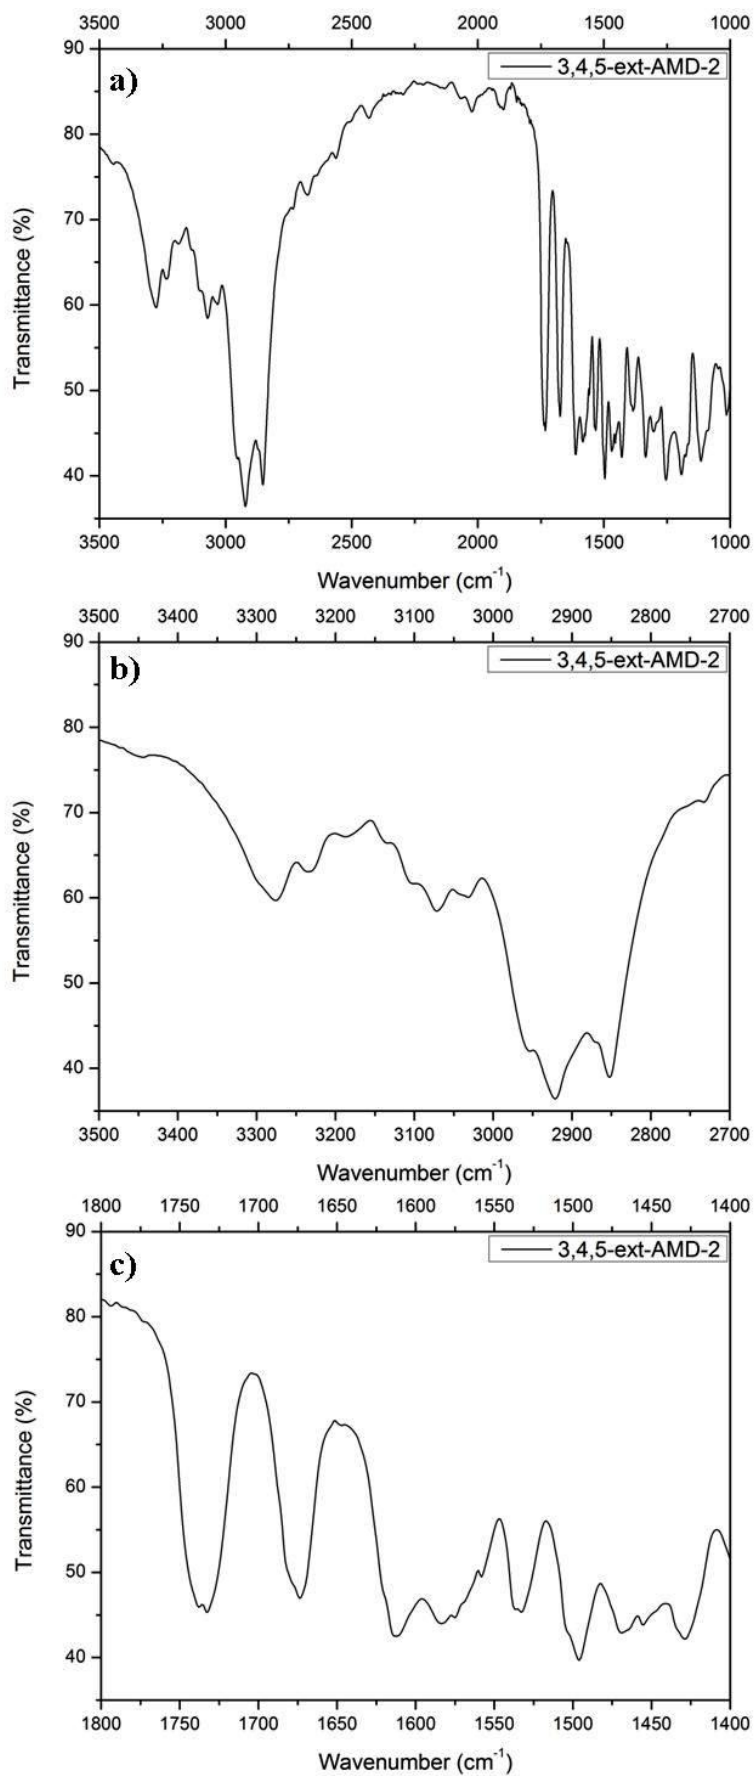 3500 3000 2500 2000 1500 1000
90
a)
3,4,5-ext-AMD-2
80
70
60
50
40
Transmittance (%)
3500 3000 2500 2000 1500 1000
Wavenumber (cm⁻¹)
3500 3400 3300 3200 3100 3000 2900 2800 2700
90
b)
3,4,5-ext-AMD-2
80
70
60
50
40
Transmittance (%)
3500 3400 3300 3200 3100 3000 2900 2800 2700
Wavenumber (cm⁻¹)
1800 1750 1700 1650 1600 1550 1500 1450 1400
90
c)
3,4,5-ext-AMD-2
80
70
60
50
40
Transmittance (%)
1800 1750 1700 1650 1600 1550 1500 1450 1400
Wavenumber (cm⁻¹)